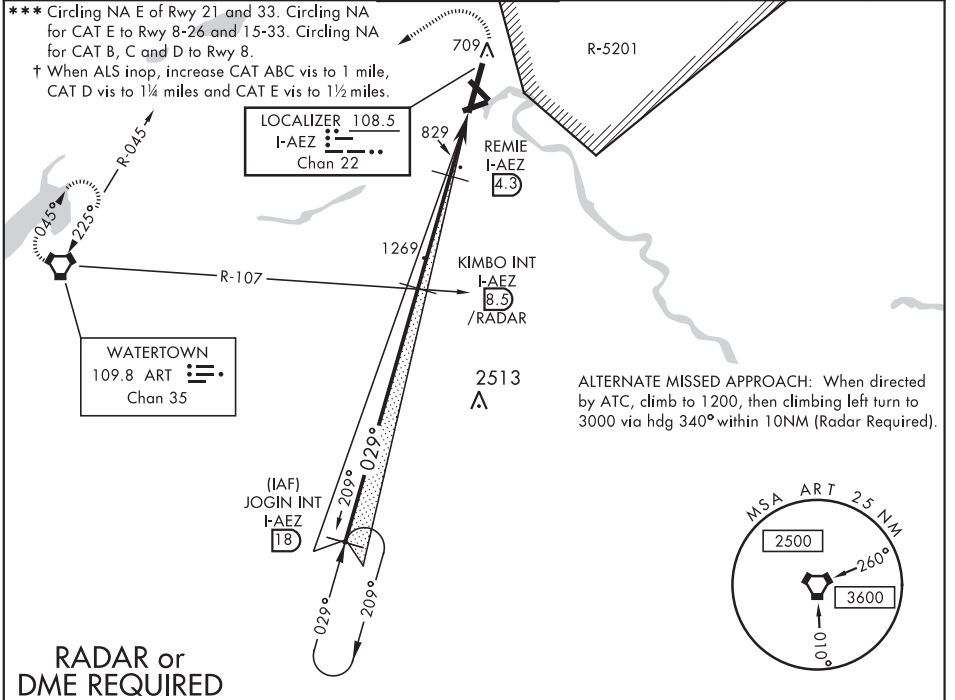 *** Circling NA E of Rwy 21 and 33. Circling NA
for CAT E to Rwy 8-26 and 15-33. Circling NA
for CAT B, C and D to Rwy 8.
† When ALS inop, increase CAT ABC vis to 1 mile,
CAT D vis to 1¼ miles and CAT E vis to 1½ miles.
709
R-5201
LOCALIZER 108.5
I-AEZ
Chan 22
829
REMIE
I-AEZ
4.3
R-045
045°
225°
1269
R-107
KIMBO INT
I-AEZ
8.5
/RADAR
WATERTOWN
109.8 ART
Chan 35
2513
ALTERNATE MISSED APPROACH: When directed
by ATC, climb to 1200, then climbing left turn to
3000 via hdg 340° within 10NM (Radar Required).
029°
209°
(IAF)
JOGIN INT
I-AEZ
18
029°
209°
MSA ART 25 NM
2500
260°
3600
010°
RADAR or
DME REQUIRED